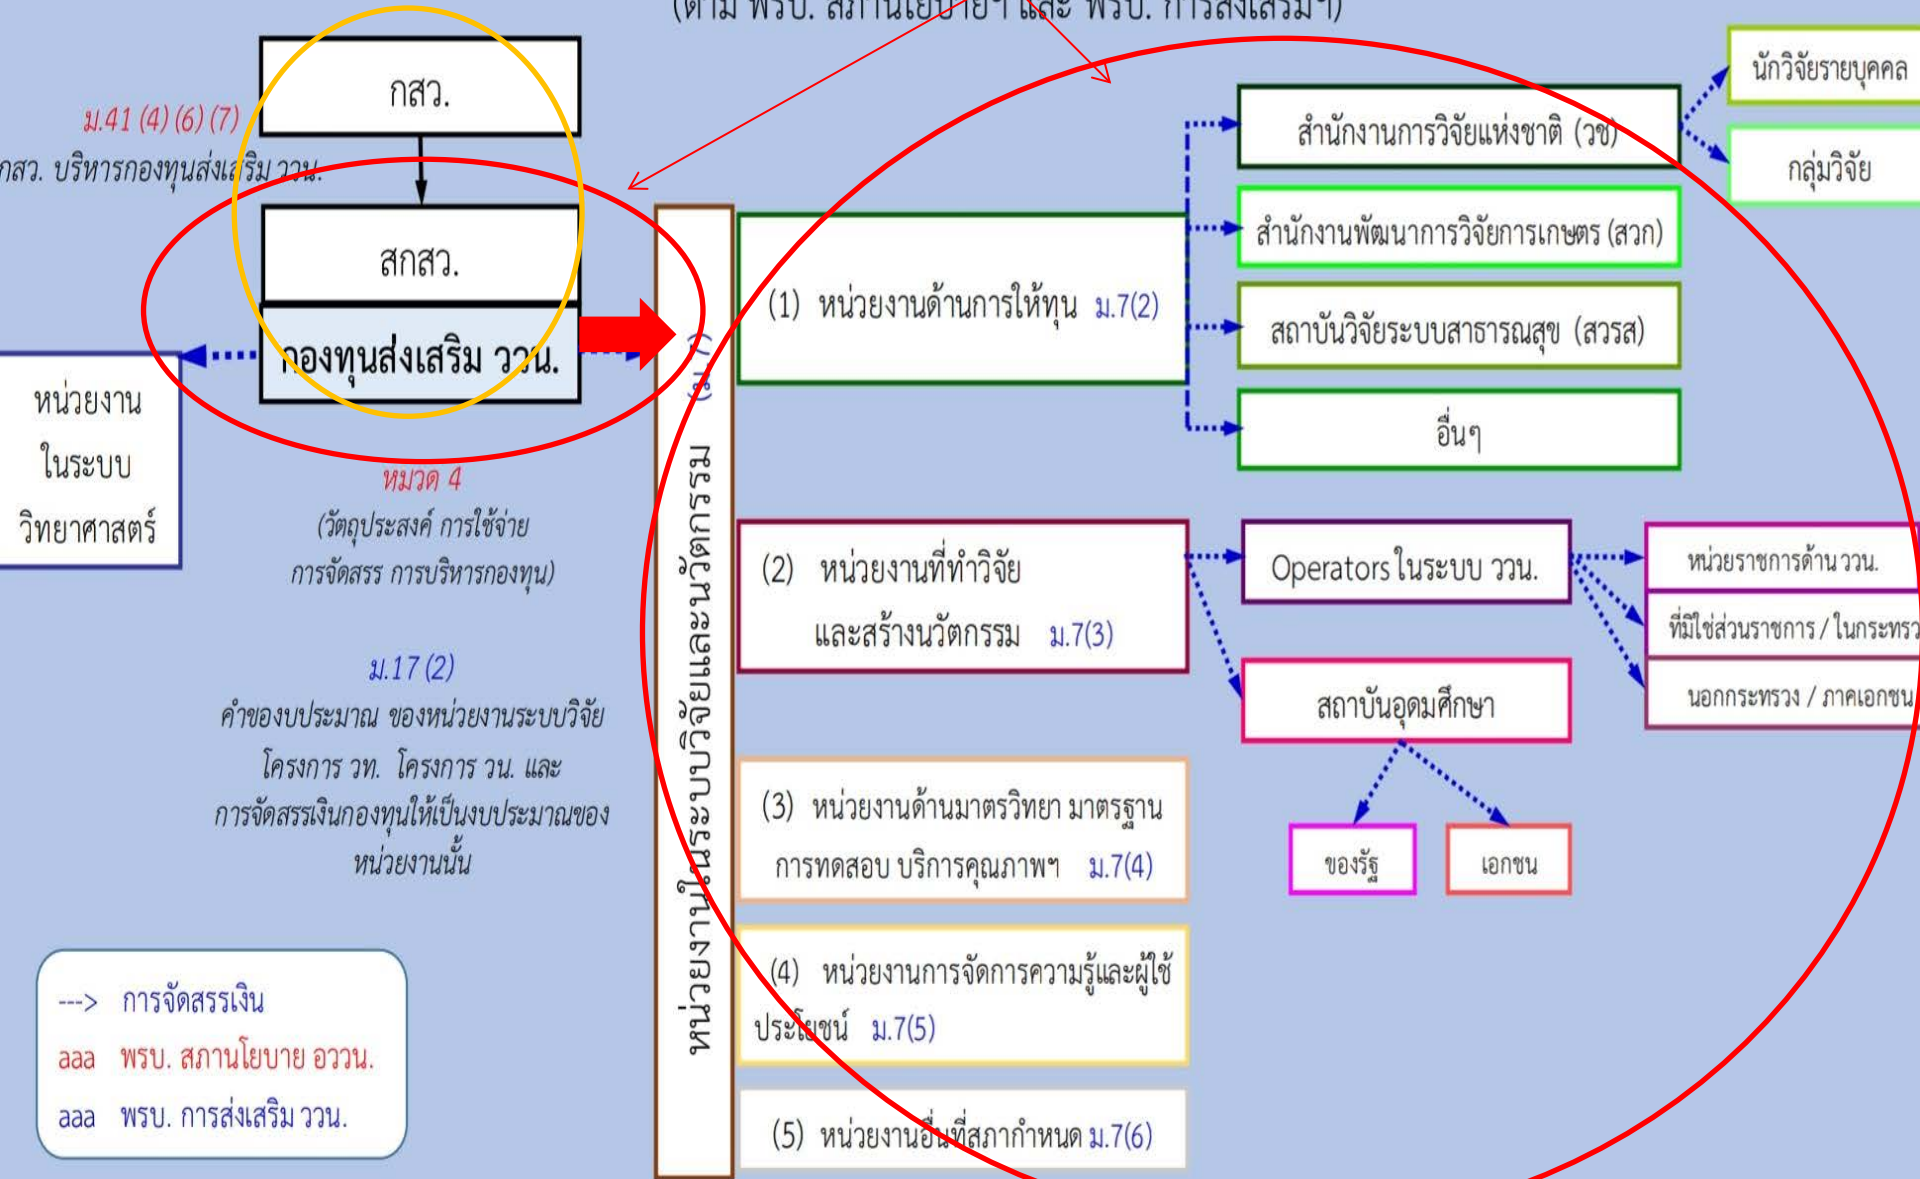 (ตาม พรบ. สภานโยบายฯ และ พรบ. การส่งเสริมฯ)
กสว.
ม.41 (4) (6) (7)
กสว. บริหารกองทุนส่งเสริม ววน.
สกสว.
กองทุนส่งเสริม ววน.
หน่วยงาน
ในระบบ
วิทยาศาสตร์
หมวด 4
(วัตถุประสงค์ การใช้จ่าย
การจัดสรร การบริหารกองทุน)
ม.17 (2)
คำของบประมาณ ของหน่วยงานระบบวิจัย
โครงการ วท. โครงการ วน. และ
การจัดสรรเงินกองทุนให้เป็นงบประมาณของ
หน่วยงานนั้น
---> การจัดสรรเงิน
aaa พรบ. สภานโยบาย อววน.
aaa พรบ. การส่งเสริม ววน.
หน่วยงานในระบบวิจัยและนวัตกรรม (ม.7)
(1) หน่วยงานด้านการให้ทุน ม.7(2)
สำนักงานการวิจัยแห่งชาติ (วช)
สำนักงานพัฒนาการวิจัยการเกษตร (สวก)
สถาบันวิจัยระบบสาธารณสุข (สวรส)
อื่นๆ
นักวิจัยรายบุคคล
กลุ่มวิจัย
(2) หน่วยงานที่ทำวิจัย
และสร้างนวัตกรรม ม.7(3)
Operators ในระบบ ววน.
หน่วยราชการด้าน ววน.
ที่มิใช่ส่วนราชการ / ในกระทรว
นอกกระทรวง / ภาคเอกชน
สถาบันอุดมศึกษา
ของรัฐ
เอกชน
(3) หน่วยงานด้านมาตรวิทยา มาตรฐาน
การทดสอบ บริการคุณภาพฯ ม.7(4)
(4) หน่วยงานการจัดการความรู้และผู้ใช้
ประโยชน์ ม.7(5)
(5) หน่วยงานอื่นที่สภากำหนด ม.7(6)